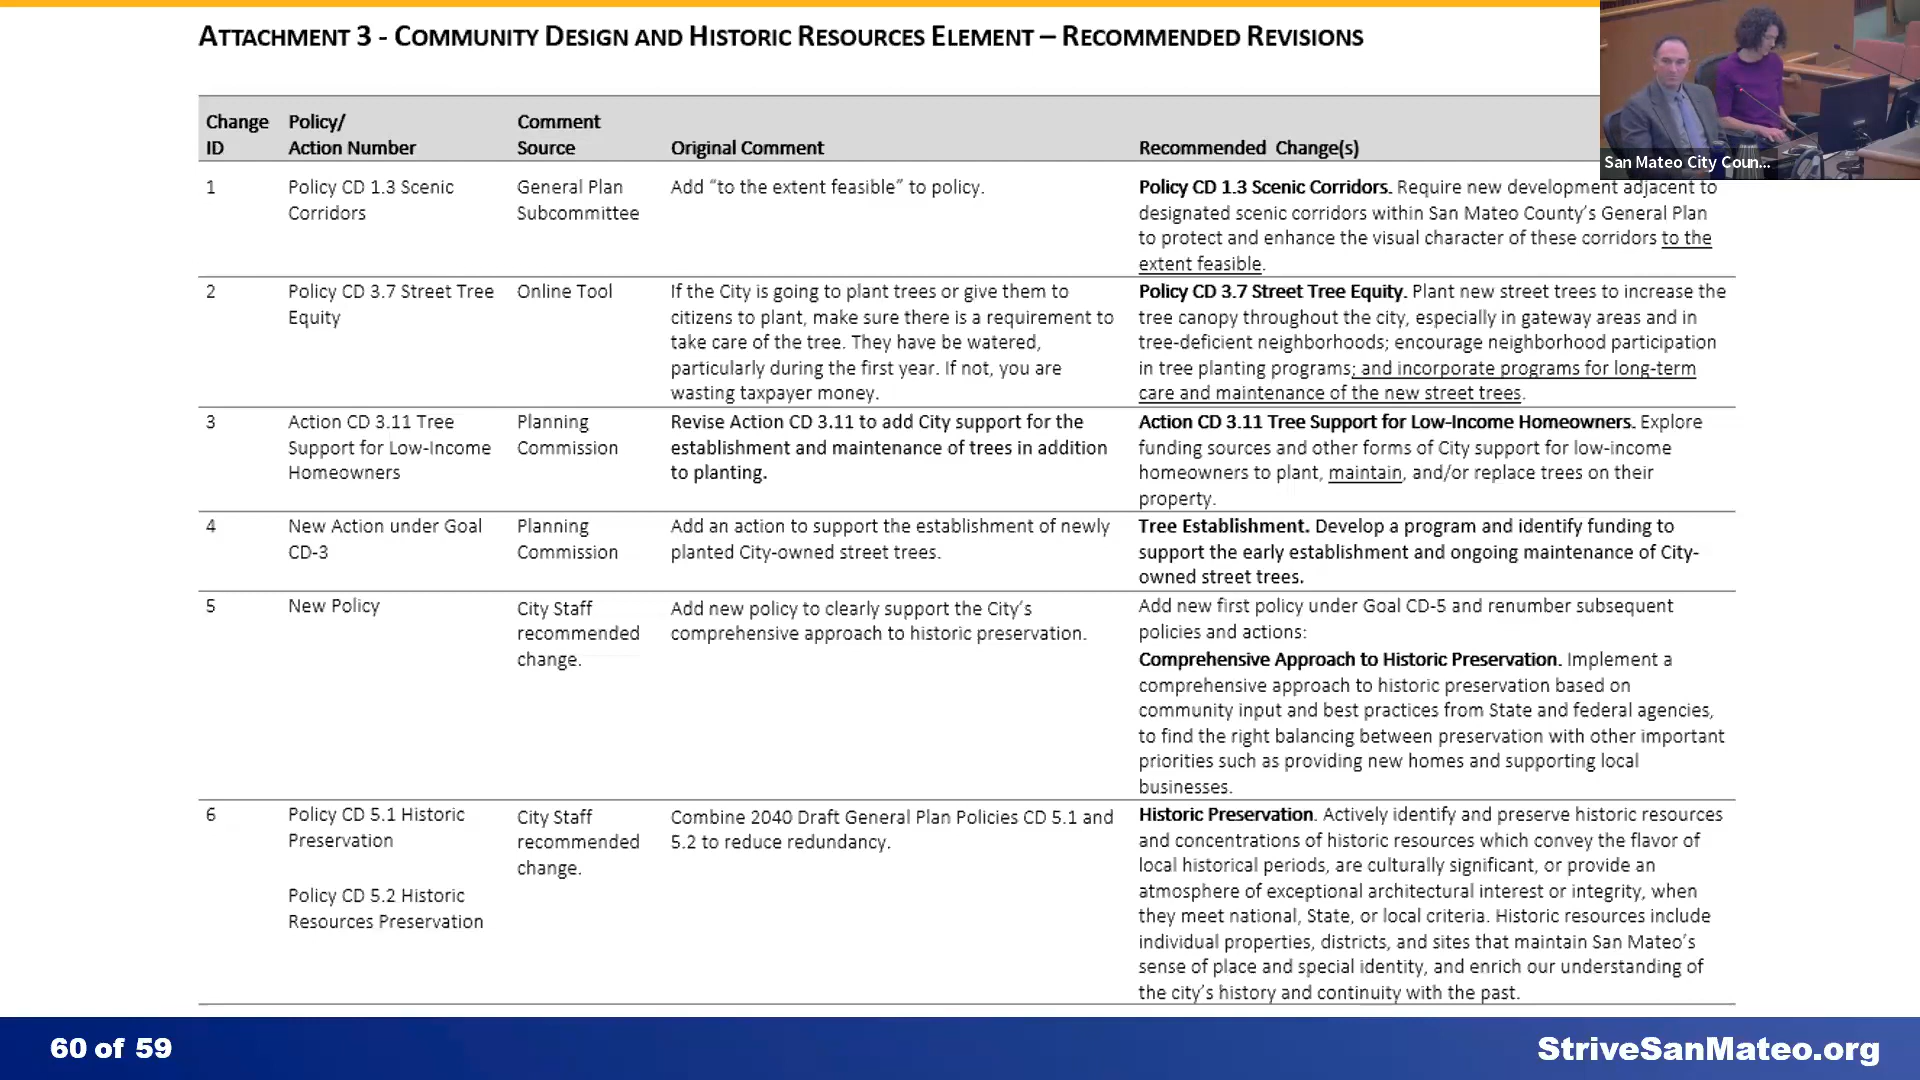 ATTACHMENT 3 - COMMUNITY DESIGN AND HISTORIC RESOURCES ELEMENT – RECOMMENDED REVISIONS
Change ID
Policy/ Action Number
Comment Source
Original Comment
Recommended Change(s)
San Mateo City Coun...
1
Policy CD 1.3 Scenic
Corridors
General Plan
Subcommittee
Add “to the extent feasible” to policy.
Policy CD 1.3 Scenic Corridors. Require new development adjacent to
designated scenic corridors within San Mateo County’s General Plan
to protect and enhance the visual character of these corridors to the
extent feasible.
2
Policy CD 3.7 Street Tree
Equity
Online Tool
If the City is going to plant trees or give them to
citizens to plant, make sure there is a requirement to
take care of the tree. They have be watered,
particularly during the first year. If not, you are
wasting taxpayer money.
Policy CD 3.7 Street Tree Equity. Plant new street trees to increase the
tree canopy throughout the city, especially in gateway areas and in
tree-deficient neighborhoods; encourage neighborhood participation
in tree planting programs; and incorporate programs for long-term
care and maintenance of the new street trees.
3
Action CD 3.11 Tree
Support for Low-Income
Homeowners
Planning
Commission
Revise Action CD 3.11 to add City support for the
establishment and maintenance of trees in addition
to planting.
Action CD 3.11 Tree Support for Low-Income Homeowners. Explore
funding sources and other forms of City support for low-income
homeowners to plant, maintain, and/or replace trees on their
property.
4
New Action under Goal
CD-3
Planning
Commission
Add an action to support the establishment of newly
planted City-owned street trees.
Tree Establishment. Develop a program and identify funding to
support the early establishment and ongoing maintenance of City-
owned street trees.
5
New Policy
City Staff
recommended
change.
Add new policy to clearly support the City’s
comprehensive approach to historic preservation.
Add new first policy under Goal CD-5 and renumber subsequent
policies and actions:
Comprehensive Approach to Historic Preservation. Implement a
comprehensive approach to historic preservation based on
community input and best practices from State and federal agencies,
to find the right balancing between preservation with other important
priorities such as providing new homes and supporting local
businesses.
6
Policy CD 5.1 Historic
Preservation
Policy CD 5.2 Historic
Resources Preservation
City Staff
recommended
change.
Combine 2040 Draft General Plan Policies CD 5.1 and
5.2 to reduce redundancy.
Historic Preservation. Actively identify and preserve historic resources
and concentrations of historic resources which convey the flavor of
local historical periods, are culturally significant, or provide an
atmosphere of exceptional architectural interest or integrity, when
they meet national, State, or local criteria. Historic resources include
individual properties, districts, and sites that maintain San Mateo’s
sense of place and special identity, and enrich our understanding of
the city’s history and continuity with the past.
60 of 59
StriveSanMateo.org